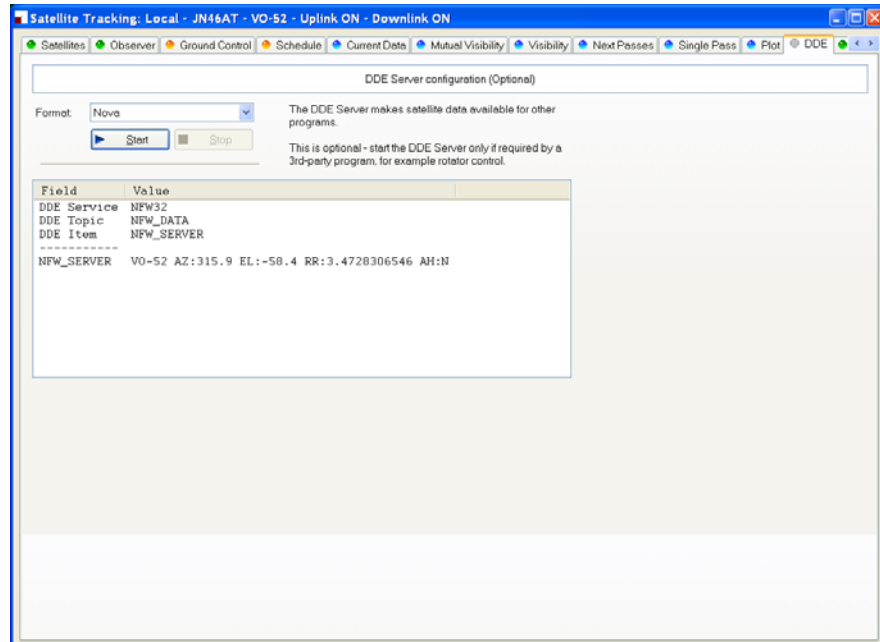 Satellite Tracking: Local - JN46AT - VO-52 - Uplink ON - Downlink ON
Satellites Observer Ground Control Schedule Current Data Mutual Visibility Visibility Next Passes Single Pass Plot DDE
DDE Server configuration (Optional)
Format: Nova
Start Stop
The DDE Server makes satellite data available for other
programs.
This is optional - start the DDE Server only if required by a
3rd-party program, for example rotator control.
Field Value
DDE Service NFW32
DDE Topic NFW_DATA
DDE Item NFW_SERVER
-----------
NFW_SERVER VO-52 AZ:315.9 EL:-58.4 RR:3.4728306546 AH:N